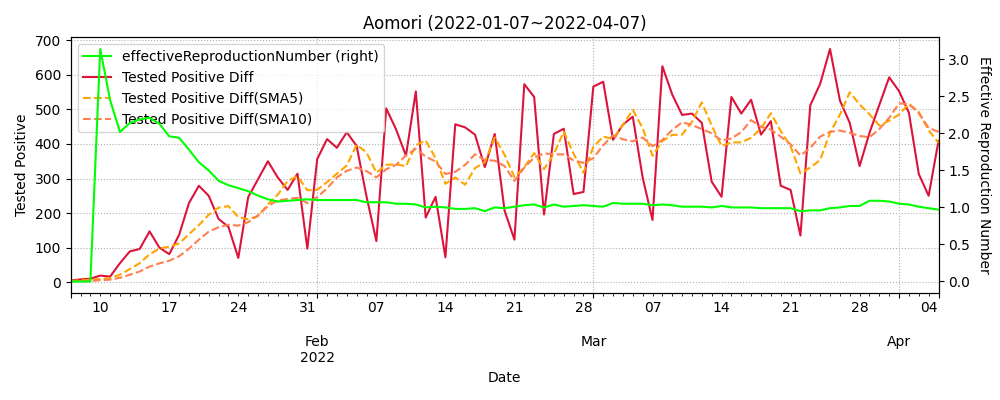 Aomori (2022-01-07~2022-04-07)
effectiveReproductionNumber (right)
Tested Positive Diff
Tested Positive Diff(SMA5)
Tested Positive Diff(SMA10)
Tested Positive
700
600
500
400
300
200
100
0
3.0
2.5
2.0
1.5
1.0
0.5
0.0
Effective Reproduction Number
10 17 24 31 07 14 21 28 07 14 21 28 04
Feb Mar Apr
2022
Date